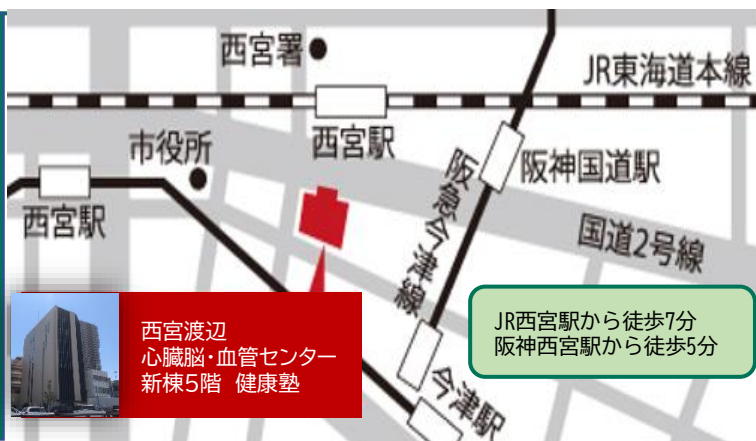 西宮署
JR東海道本線
西宮駅
市役所
阪神国道駅
阪急今津線
西宮駅
国道2号線
西宮渡辺
心臓脳・血管センター
新棟5階 健康塾
JR西宮駅から徒歩7分
阪神西宮駅から徒歩5分
今津駅